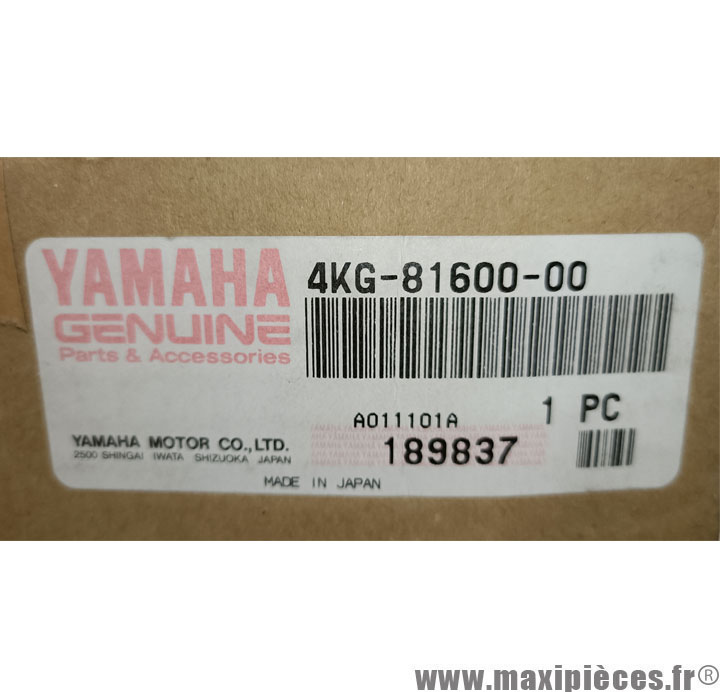 YAMAHA
GENUINE
Parts & Accessories
4KG-81600-00
A011101A
1 PC
YAMAHA MOTOR CO.,LTD.
2500 SHINGAI IWATA SHIZUOKA JAPAN
189837
MADE IN JAPAN
www.maxipièces.fr®